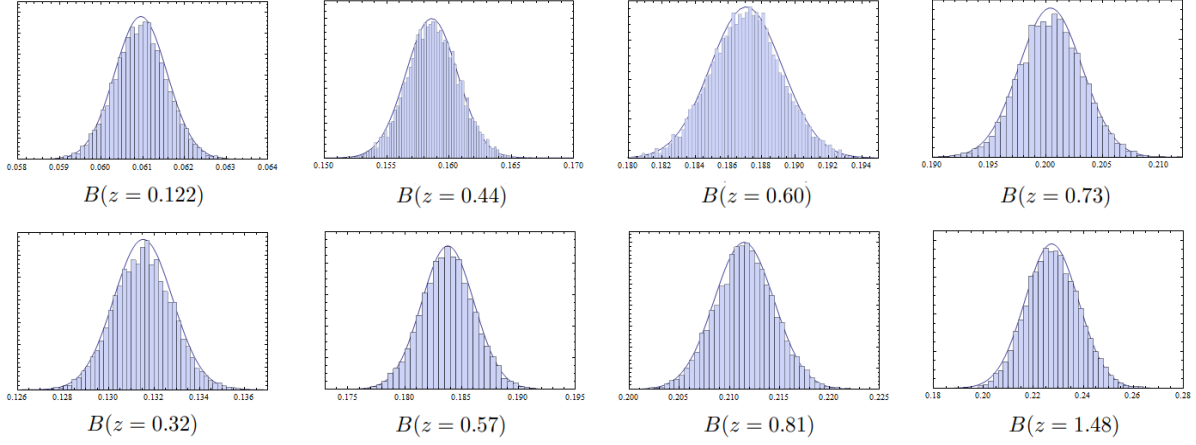 0.058 0.059 0.060 0.061 0.062 0.063 0.064
0.150 0.155 0.160 0.165 0.170
0.180 0.182 0.184 0.186 0.188 0.190 0.192 0.194
0.190 0.195 0.200 0.205 0.210
B(z = 0.122)
B(z = 0.44)
B(z = 0.60)
B(z = 0.73)
0.126 0.128 0.130 0.132 0.134 0.136
0.175 0.180 0.185 0.190 0.195
0.200 0.205 0.210 0.215 0.220 0.225
0.18 0.20 0.22 0.24 0.26 0.28
B(z = 0.32)
B(z = 0.57)
B(z = 0.81)
B(z = 1.48)